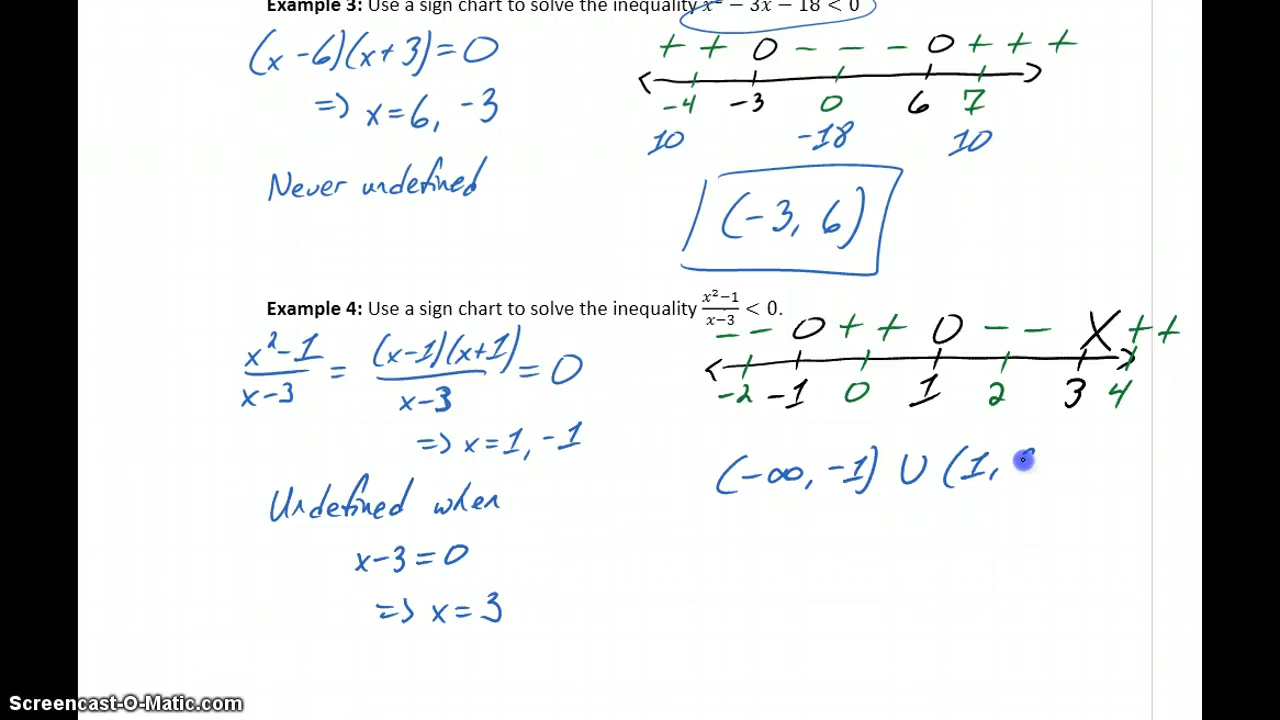 Example 3: Use a sign chart to solve the inequality x² − 3x − 18 < 0
(x − 6)(x + 3) = 0
+ + 0 − − − 0 + + +
⇒ x = 6, −3
−4 −3 0 6 7
10 −18 10
Never undefined
(−3, 6)
Example 4: Use a sign chart to solve the inequality x²−1/x−3 < 0.
− − 0 + + 0 − − X + +
x²−1/x−3 = (x−1)(x+1)/x−3 = 0
−2 −1 0 1 2 3 4
⇒ x = 1, −1
(−∞, −1) ∪ (1,
Undefined when
x − 3 = 0
⇒ x = 3
Screencast-O-Matic.com